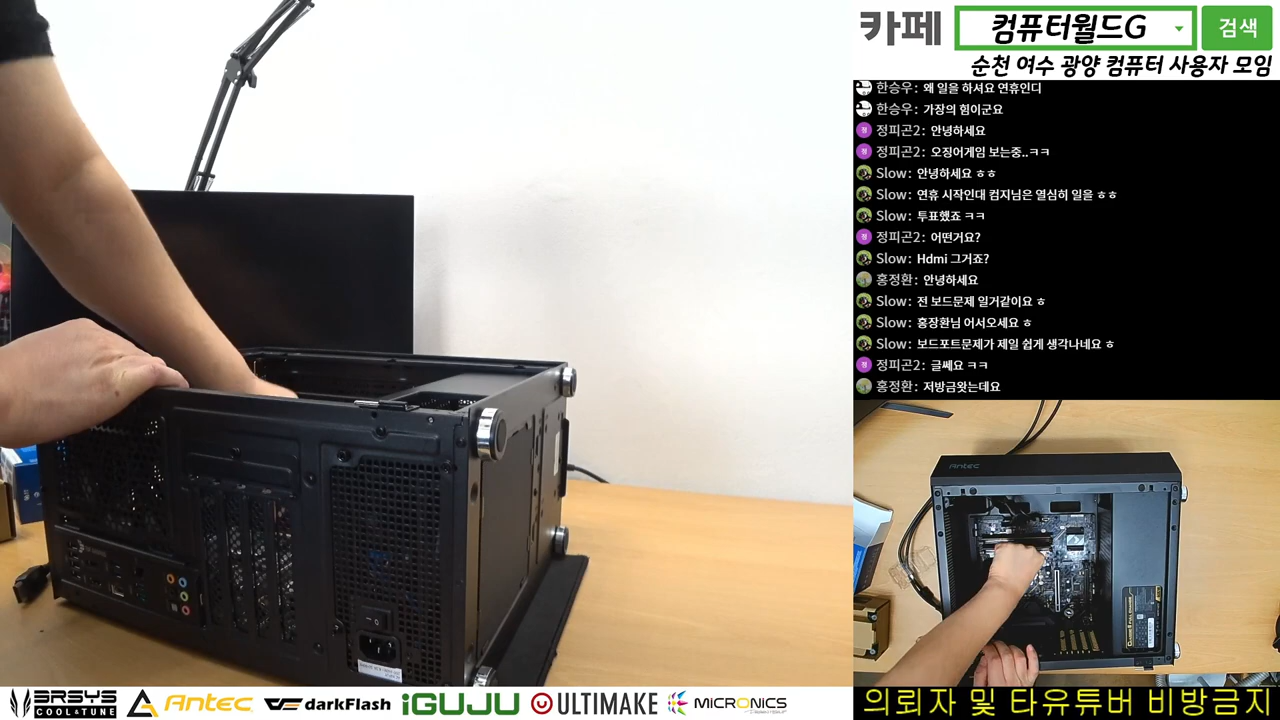 카페 컴퓨터월드G 검색
순천 여수 광양 컴퓨터 사용자 모임
한승우: 왜 일을 하셔요 연휴인디
한승우: 가장의 힘이군요
정 정피곤2: 안녕하세요
정 정피곤2: 오징어게임 보는중..ㅋㅋ
Slow: 안녕하세요 ㅎㅎ
Slow: 연휴 시작인대 컴지님은 열심히 일을 ㅎㅎ
Slow: 투표했죠 ㅋㅋ
정 정피곤2: 어떤거요?
Slow: Hdmi 그거죠?
홍정환: 안녕하세요
Slow: 전 보드문제 일거같이요 ㅎ
Slow: 홍장환님 어서오세요 ㅎ
Slow: 보드포트문제가 제일 쉽게 생각나네요 ㅎ
정 정피곤2: 글쎄요 ㅋㅋ
홍정환: 저방금왓는데요
Antec
3RSYS COOL & TUNE
Antec
darkFlash
iGUJU
ULTIMAKE
MICRONICS
의뢰자 및 타유튜버 비방금지